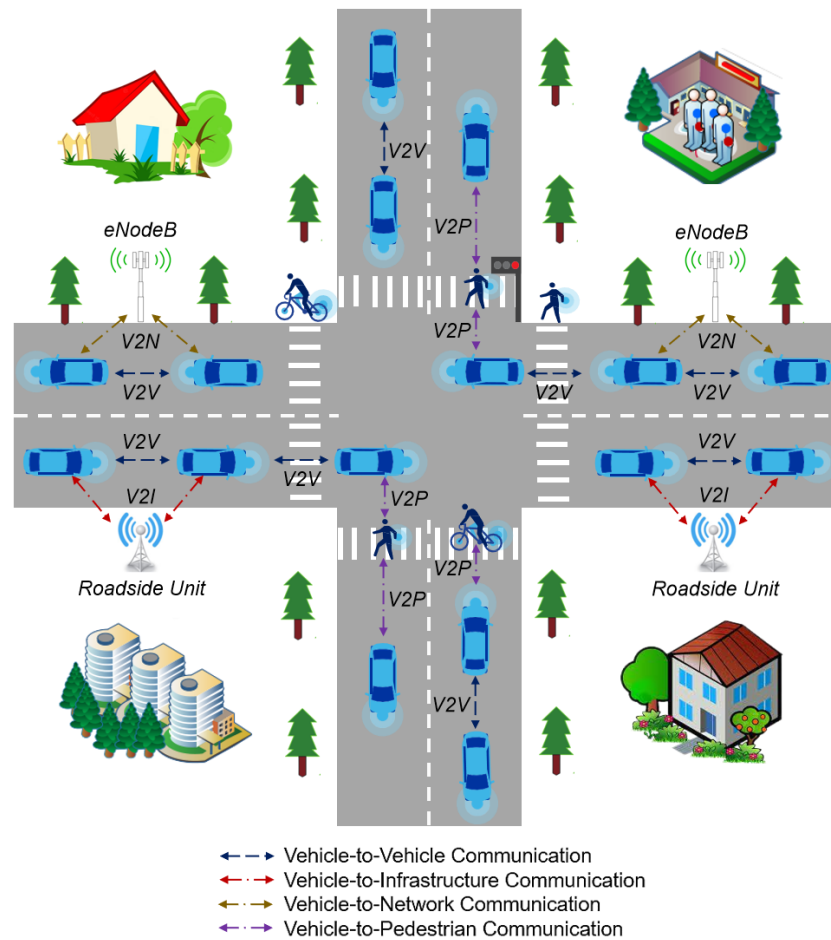 V2V
V2P
eNodeB
eNodeB
V2P
V2N
V2N
V2V
V2V
V2V
V2V
V2V
V2V
V2I
V2P
V2I
Roadside Unit
V2P
V2P
Roadside Unit
V2V
Vehicle-to-Vehicle Communication
Vehicle-to-Infrastructure Communication
Vehicle-to-Network Communication
Vehicle-to-Pedestrian Communication